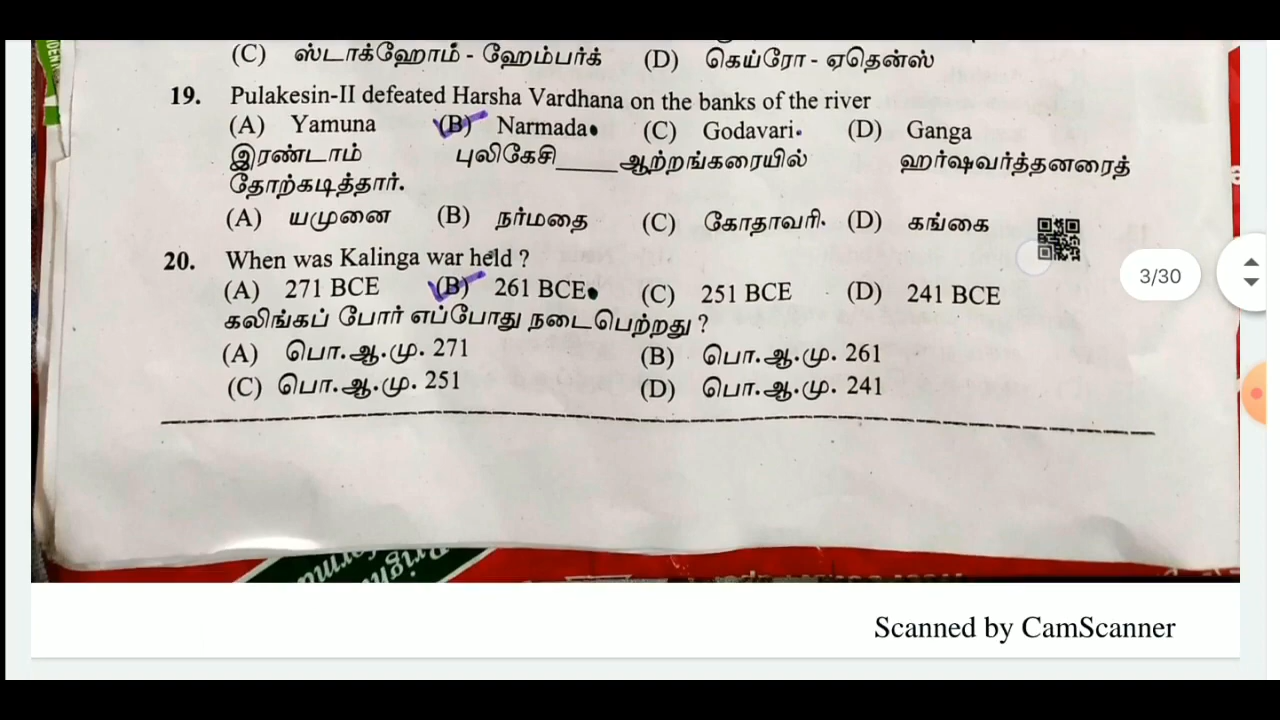 (C) ஸ்டாக்ஹோம் - ஹேம்பர்க் (D) கெய்ரோ - ஏதென்ஸ்
19. Pulakesin-II defeated Harsha Vardhana on the banks of the river
(A) Yamuna (B) Narmada (C) Godavari (D) Ganga
இரண்டாம் புலிகேசி ____ ஆற்றங்கரையில் ஹர்ஷவர்த்தனரைத்
தோற்கடித்தார்.
(A) யமுனை (B) நர்மதை (C) கோதாவரி (D) கங்கை
20. When was Kalinga war held ?
(A) 271 BCE (B) 261 BCE (C) 251 BCE (D) 241 BCE
3/30
கலிங்கப் போர் எப்போது நடைபெற்றது ?
(A) பொ.ஆ.மு. 271 (B) பொ.ஆ.மு. 261
(C) பொ.ஆ.மு. 251 (D) பொ.ஆ.மு. 241
Scanned by CamScanner